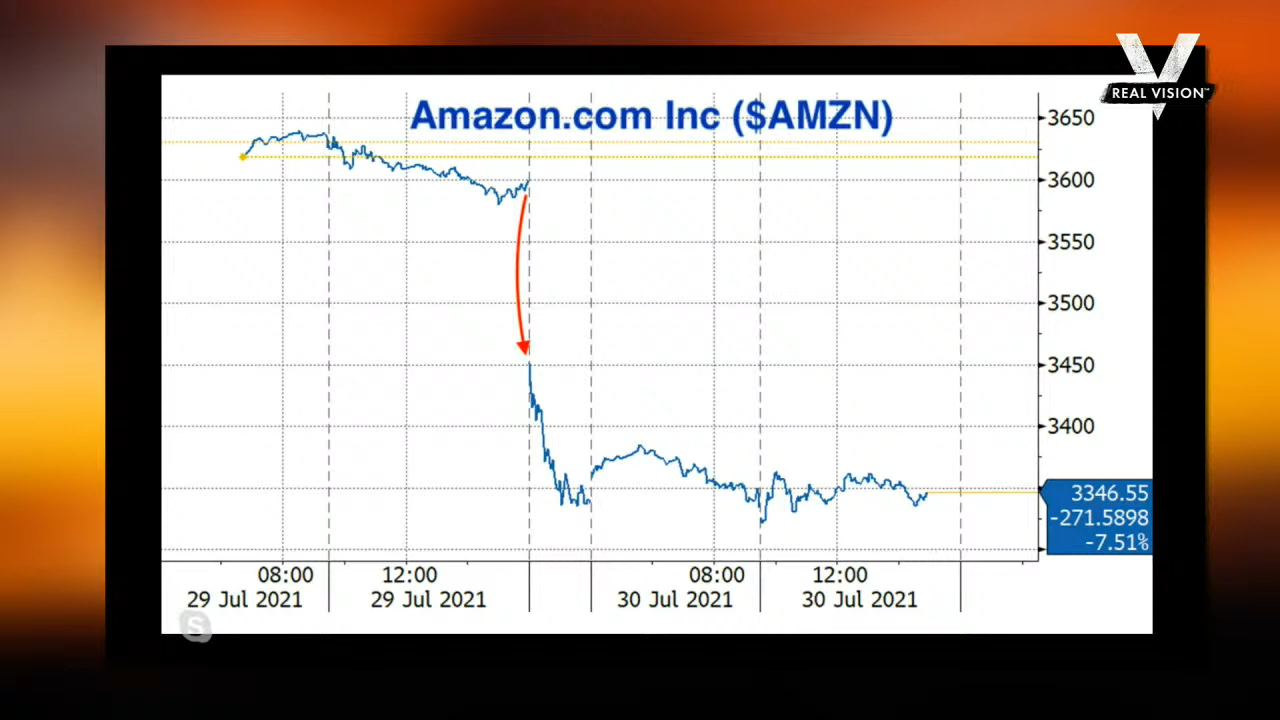 Amazon.com Inc ($AMZN)
REAL VISION™
3650
3600
3550
3500
3450
3400
3346.55
-271.5898
-7.51%
08:00 12:00 08:00 12:00
29 Jul 2021 29 Jul 2021 30 Jul 2021 30 Jul 2021
S